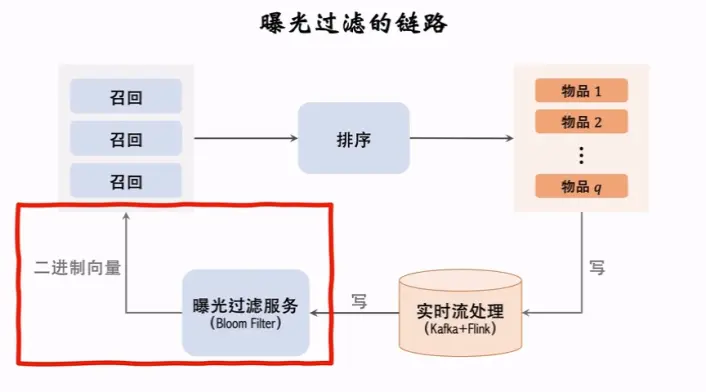 曝光过滤的链路
召回
召回
召回
排序
物品 1
物品 2
⋮
物品 q
二进制向量
曝光过滤服务
(Bloom Filter)
写
实时流处理
(Kafka+Flink)
写